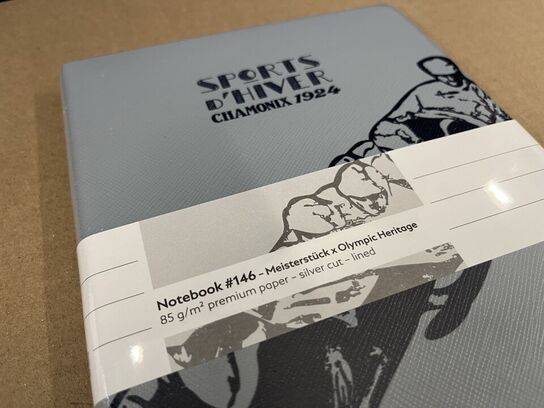 SPORTS
D'HIVER
CHAMONIX 1924
Notebook #146 – Meisterstück x Olympic Heritage
85 g/m² premium paper – silver cut – lined